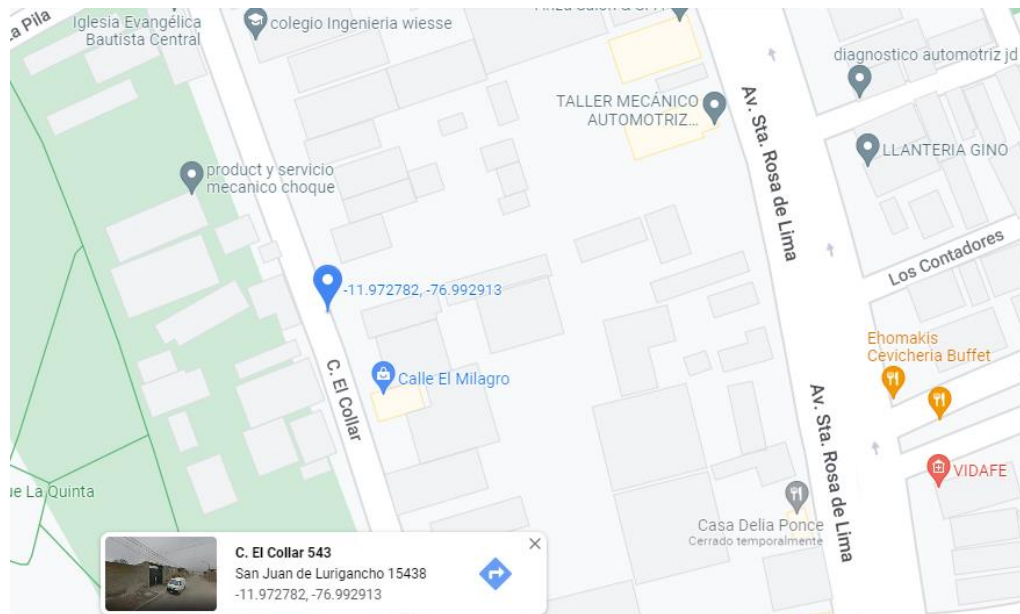 a Pila
Iglesia Evangélica
Bautista Central
colegio Ingenieria wiesse
diagnostico automotriz jd
TALLER MECÁNICO
AUTOMOTRIZ...
Av. Sta. Rosa de Lima
LLANTERIA GINO
product y servicio
mecanico choque
Los Contadores
-11.972782, -76.992913
Ehomakis
Cevicheria Buffet
C. El Collar
Calle El Milagro
Av. Sta. Rosa de Lima
VIDAFE
ue La Quinta
Casa Delia Ponce
Cerrado temporalmente
C. El Collar 543
San Juan de Lurigancho 15438
-11.972782, -76.992913